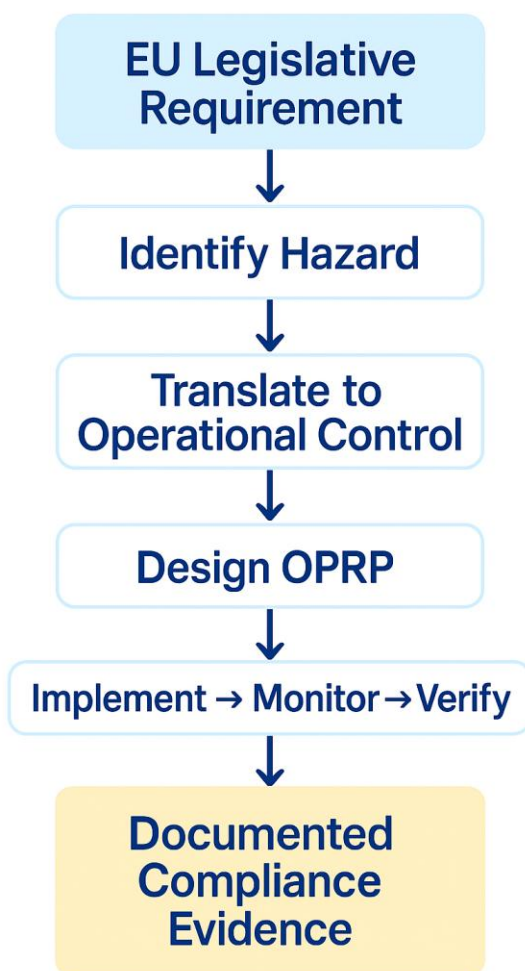 EU Legislative
Requirement
Identify Hazard
Translate to
Operational Control
Design OPRP
Implement → Monitor → Verify
Documented
Compliance
Evidence